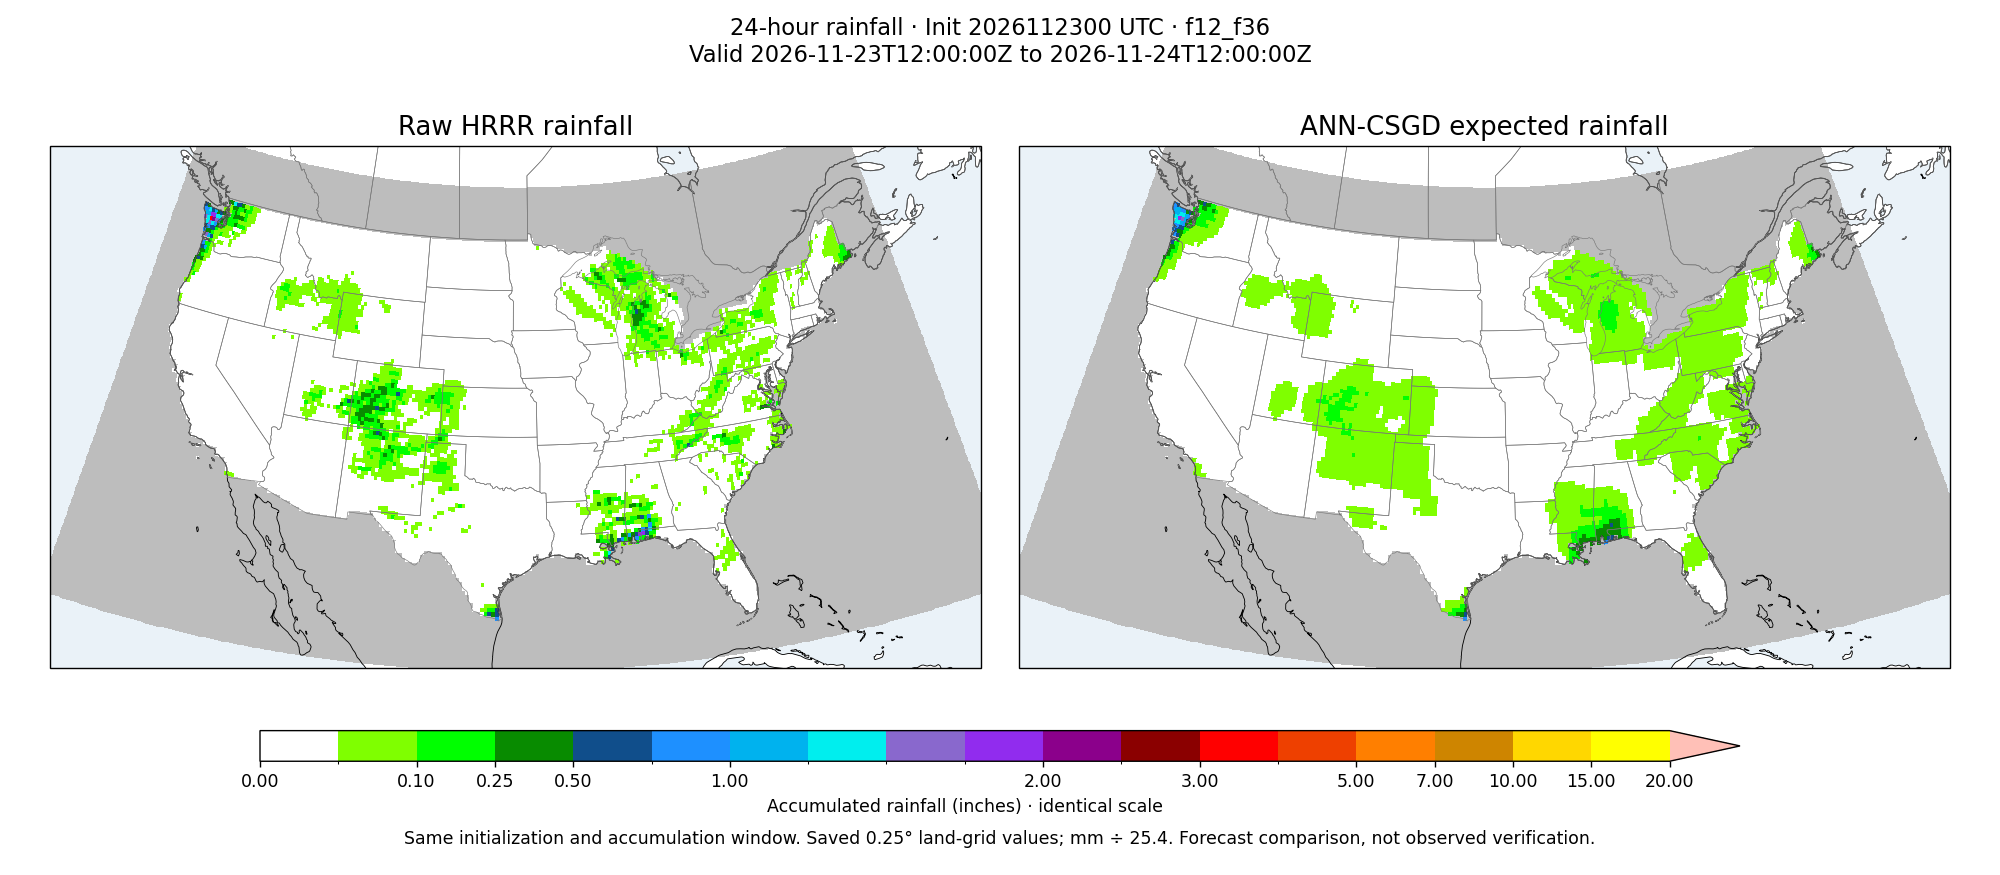 24-hour rainfall · Init 2026112300 UTC · f12_f36
Valid 2026-11-23T12:00:00Z to 2026-11-24T12:00:00Z
Raw HRRR rainfall
ANN-CSGD expected rainfall
0.00 0.10 0.25 0.50 1.00 2.00 3.00 5.00 7.00 10.00 15.00 20.00
Accumulated rainfall (inches) · identical scale
Same initialization and accumulation window. Saved 0.25° land-grid values; mm ÷ 25.4. Forecast comparison, not observed verification.